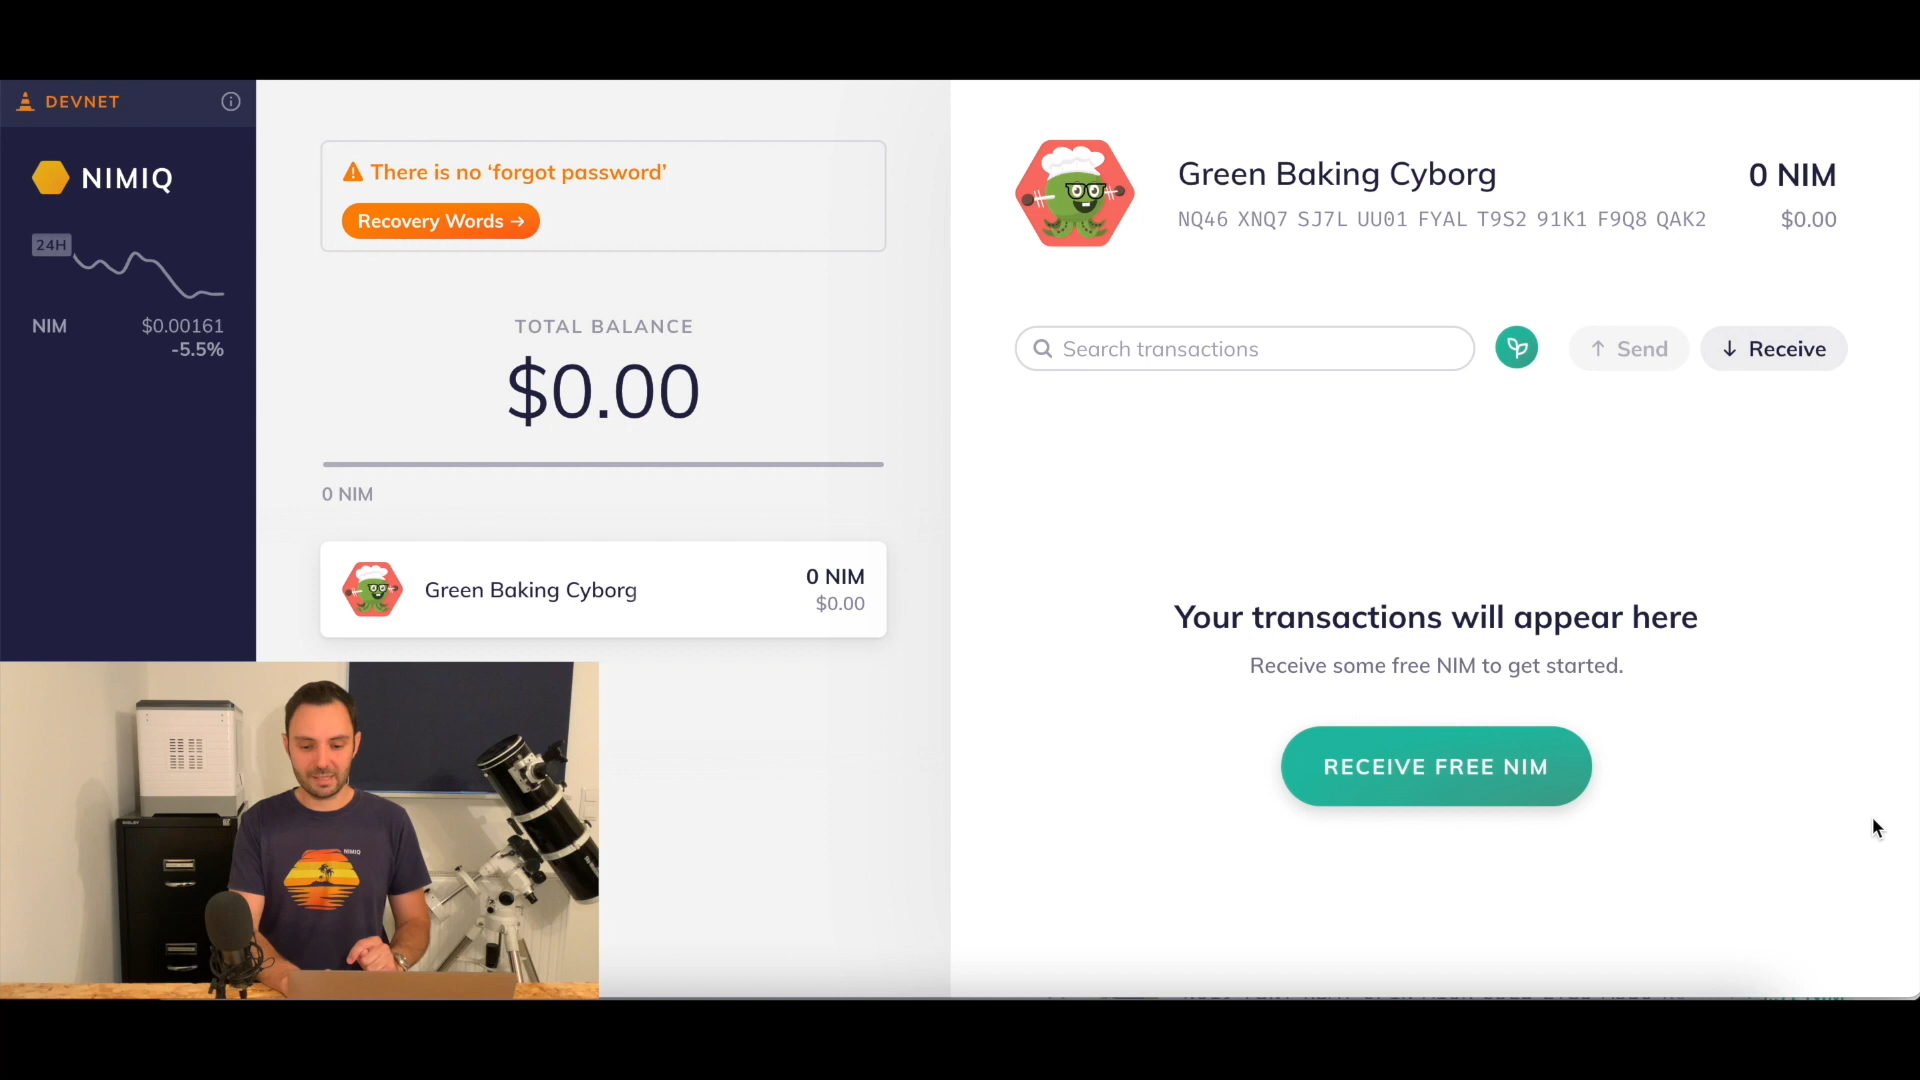 DEVNET
NIMIQ
24H
NIM $0.00161
-5.5%
There is no ‘forgot password’
Recovery Words →
TOTAL BALANCE
$0.00
0 NIM
Green Baking Cyborg 0 NIM
$0.00
Green Baking Cyborg 0 NIM
NQ46 XNQ7 SJ7L UU01 FYAL T9S2 91K1 F9Q8 QAK2 $0.00
Search transactions
↑ Send
↓ Receive
Your transactions will appear here
Receive some free NIM to get started.
RECEIVE FREE NIM
NIMIQ